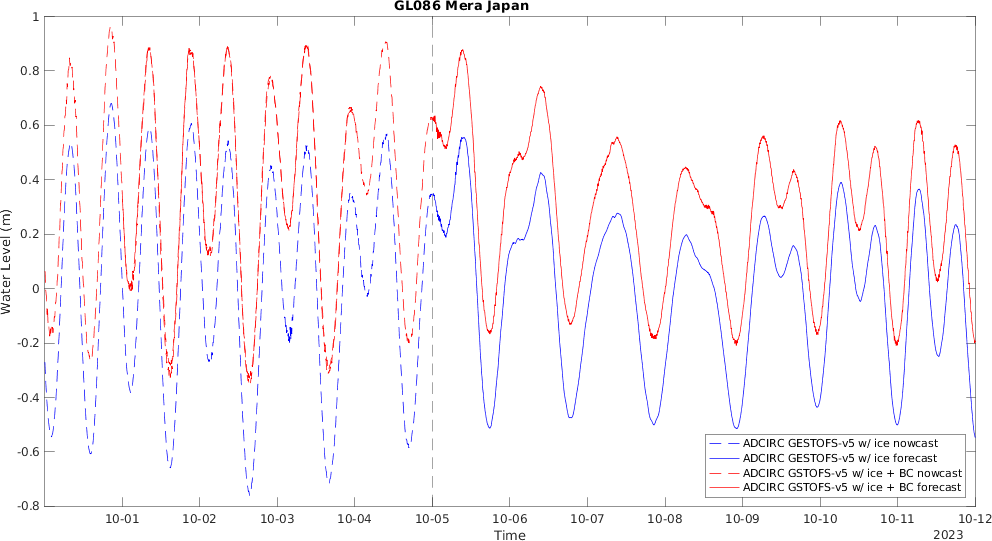 GL086 Mera Japan
Water Level (m)
1
0.8
0.6
0.4
0.2
0
-0.2
-0.4
-0.6
-0.8
ADCIRC GESTOFS-v5 w/ ice nowcast
ADCIRC GESTOFS-v5 w/ ice forecast
ADCIRC GSTOFS-v5 w/ ice + BC nowcast
ADCIRC GSTOFS-v5 w/ ice + BC forecast
10-01 10-02 10-03 10-04 10-05 10-06 10-07 10-08 10-09 10-10 10-11 10-12
Time
2023